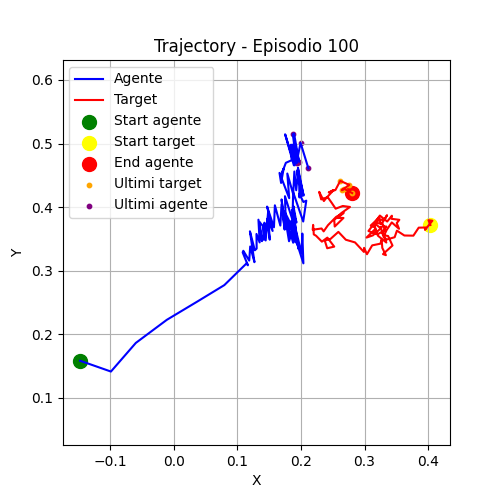 Trajectory - Episodio 100
Agente
Target
Start agente
Start target
End agente
Ultimi target
Ultimi agente
0.6
0.5
0.4
0.3
0.2
0.1
Y
−0.1
0.0
0.1
0.2
0.3
0.4
X